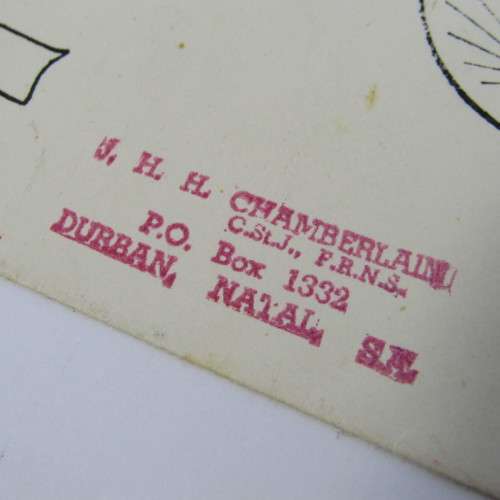 J. H. H. CHAMBERLAIN
C.St.J., F.R.N.S.,
P.O. Box 1332
DURBAN, NATAL, S.A.